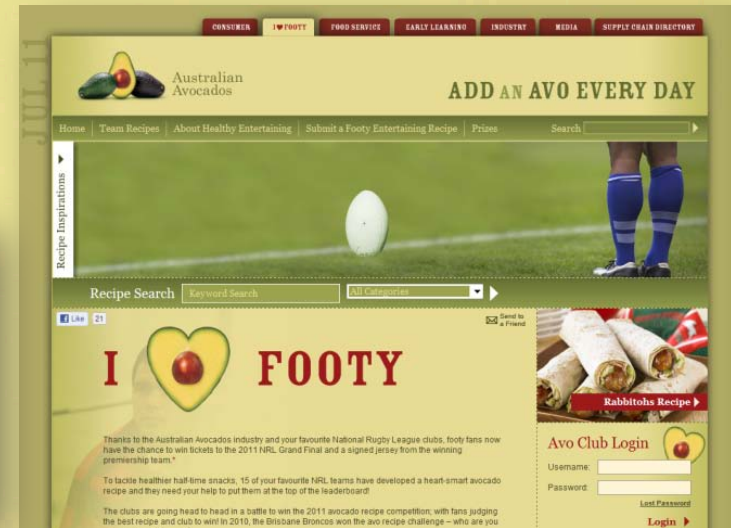 CONSUMER
I ♥ FOOTY
FOOD SERVICE
EARLY LEARNING
INDUSTRY
MEDIA
SUPPLY CHAIN DIRECTORY
JUL 11
Australian
Avocados
ADD AN AVO EVERY DAY
Home
Team Recipes
About Healthy Entertaining
Submit a Footy Entertaining Recipe
Prizes
Search
Recipe Inspirations
Recipe Search
Keyword Search
All Categories
Like 21
Send to
a Friend
I FOOTY
Thanks to the Australian Avocados industry and your favourite National Rugby League clubs, footy fans now
have the chance to win tickets to the 2011 NRL Grand Final and a signed jersey from the winning
premiership team.*
To tackle healthier half-time snacks, 15 of your favourite NRL teams have developed a heart-smart avocado
recipe and they need your help to put them at the top of the leaderboard!
The clubs are going head to head in a battle to win the 2011 avocado recipe competition; with fans judging
the best recipe and club to win! In 2010, the Brisbane Broncos won the avo recipe challenge – who are you
Rabbitohs Recipe
Avo Club Login
Username:
Password:
Lost Password
Login